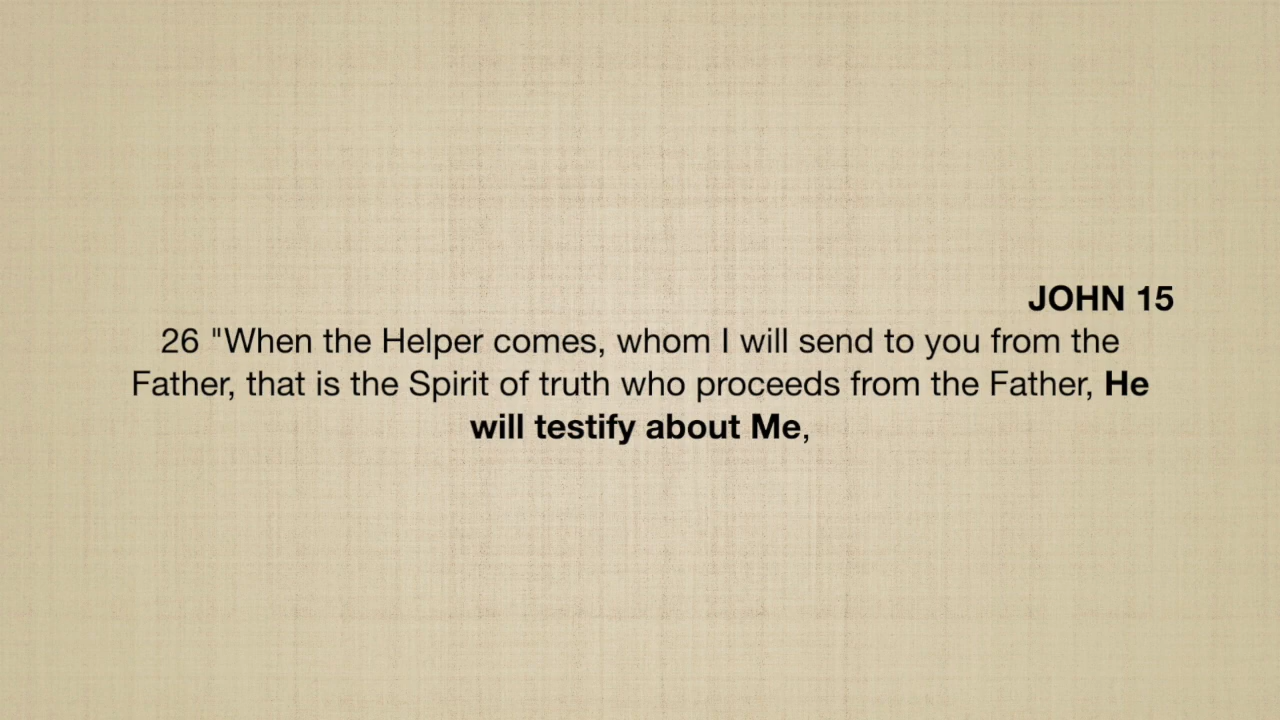 JOHN 15
26 "When the Helper comes, whom I will send to you from the
Father, that is the Spirit of truth who proceeds from the Father, He
will testify about Me,